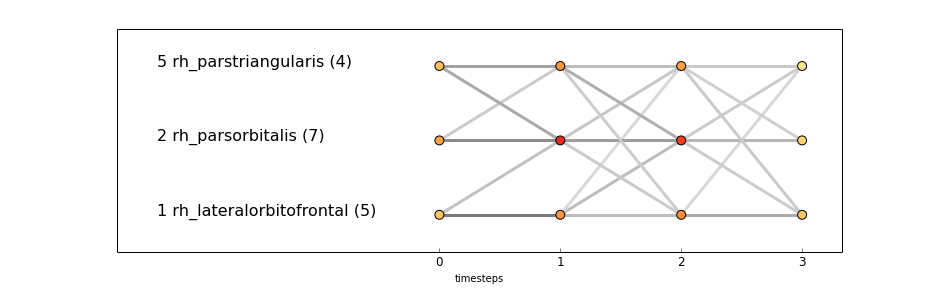 5 rh_parstriangularis (4)
2 rh_parsorbitalis (7)
1 rh_lateralorbitofrontal (5)
0 1 2 3
timesteps